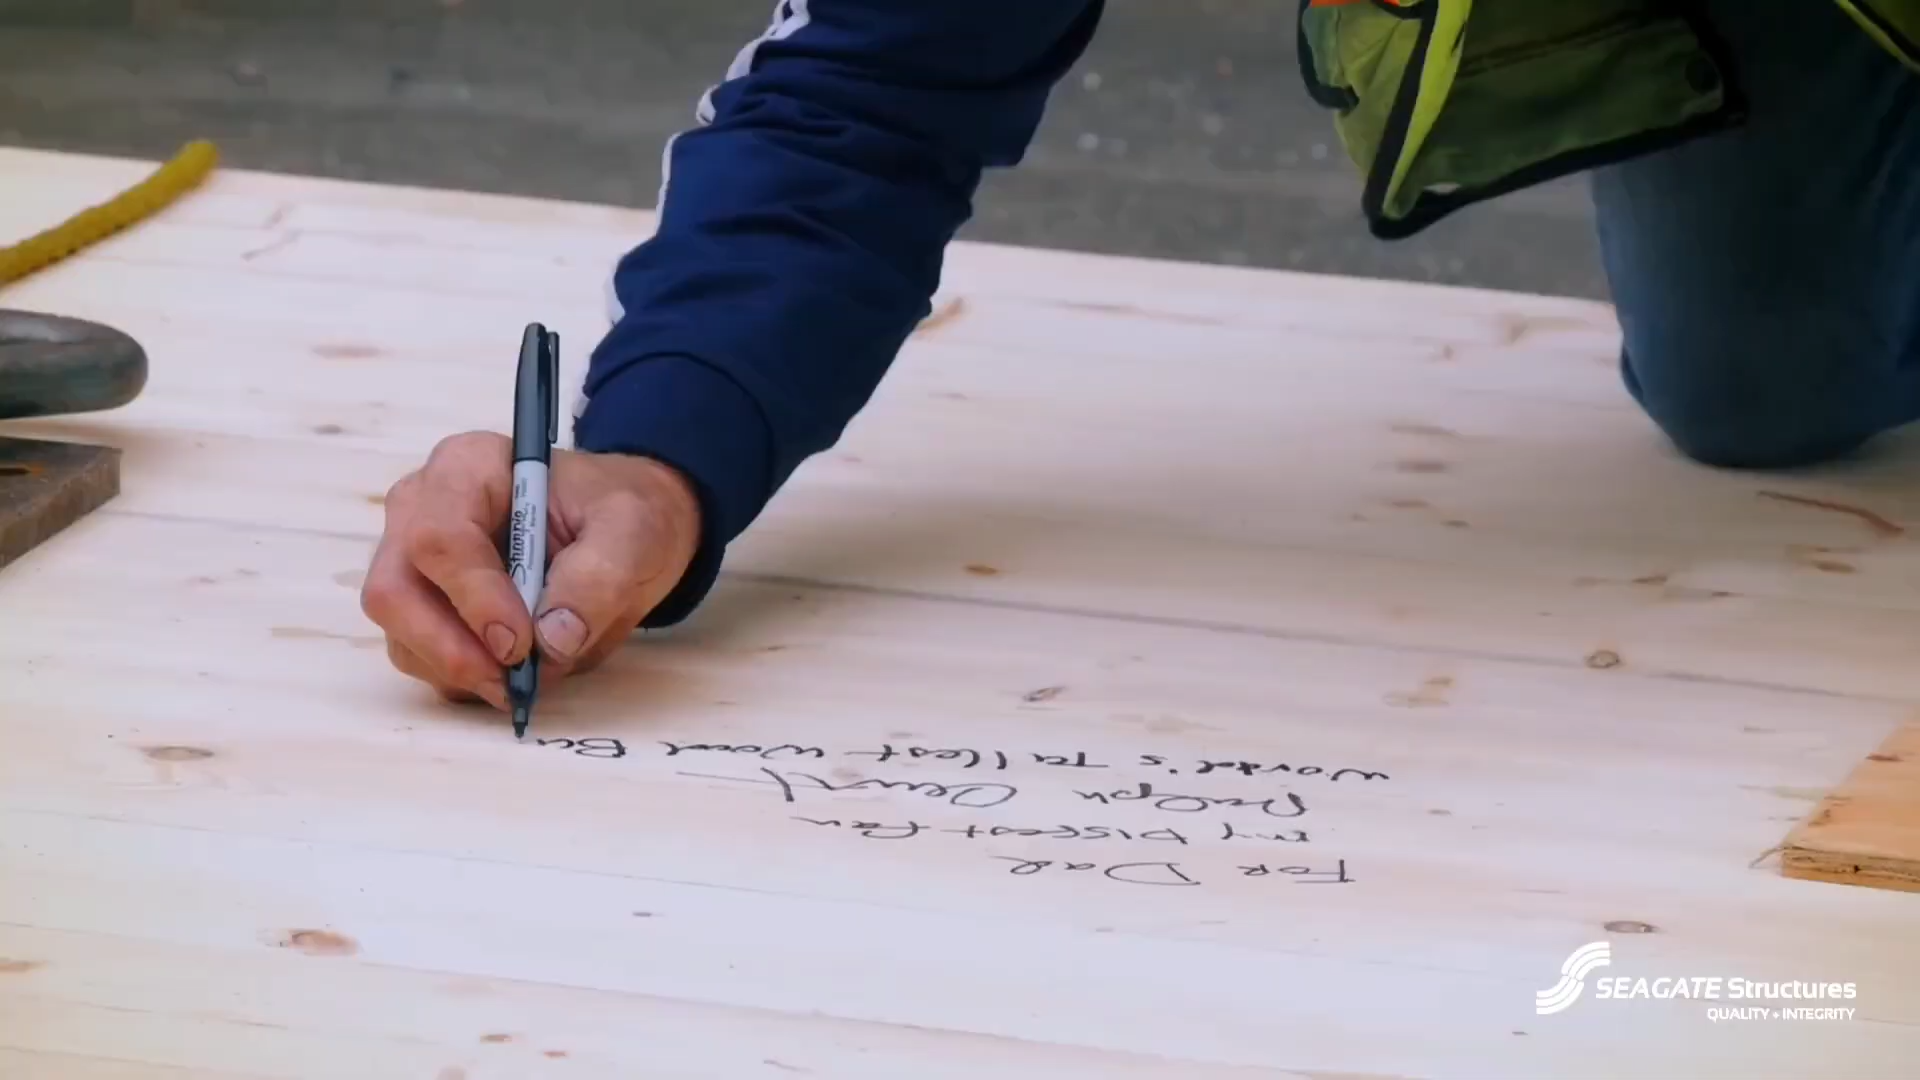 For Dad
my biggest fan
World's Tallest wood Bu
Sharpie
SEAGATE Structures
QUALITY + INTEGRITY